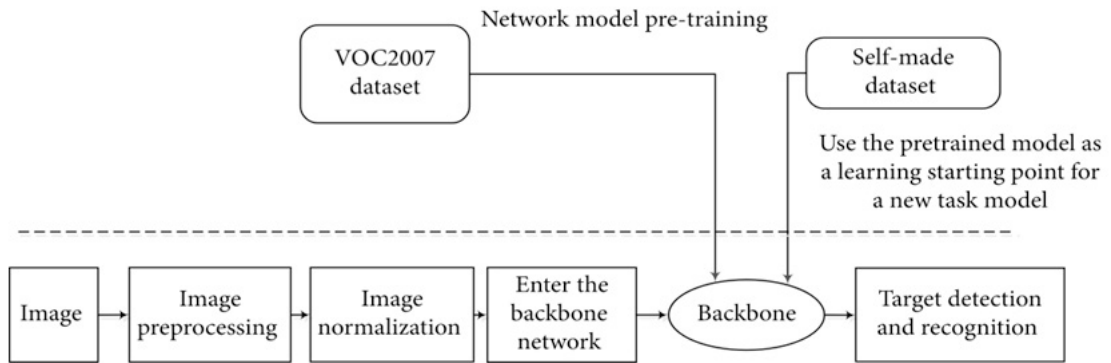 Network model pre-training
VOC2007
dataset
Self-made
dataset
Use the pretrained model as
a learning starting point for
a new task model
Image
Image
preprocessing
Image
normalization
Enter the
backbone
network
Backbone
Target detection
and recognition